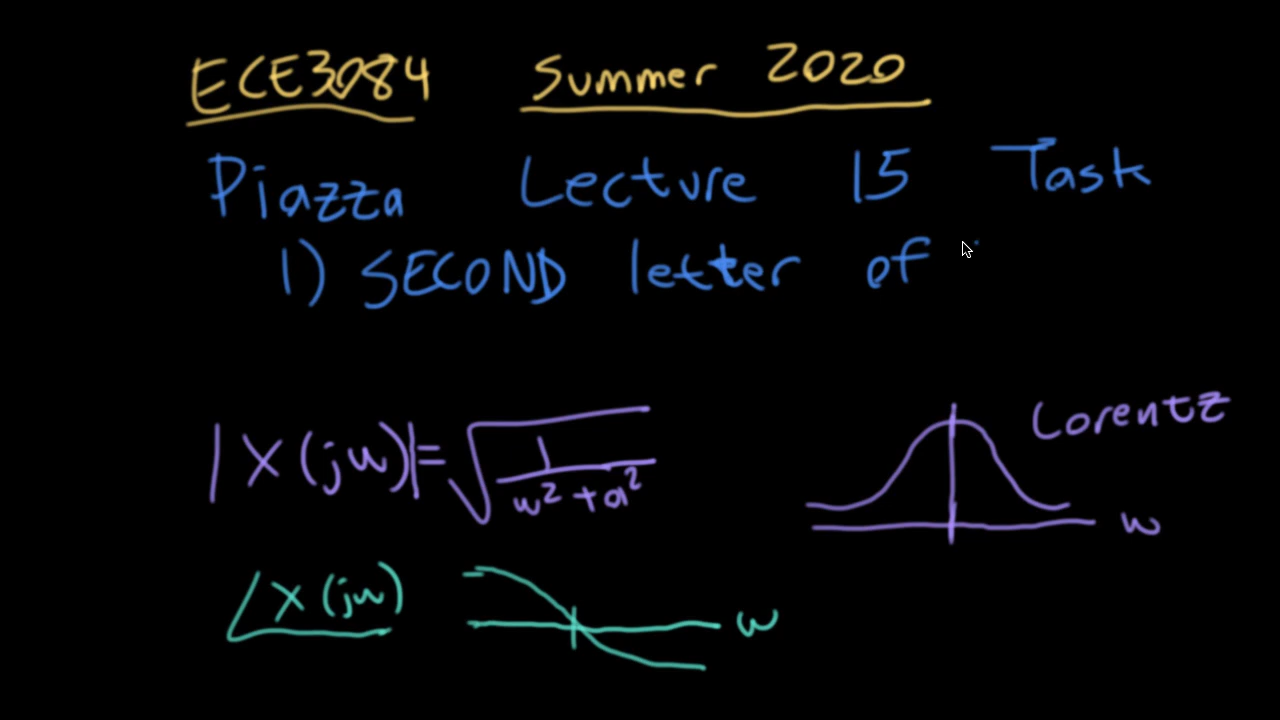 ECE3084 Summer 2020
Piazza Lecture 15 Task
1) SECOND letter of
|X(jω)|=√(1/(ω²+a²))
Lorentz
ω
∠X(jω)
ω